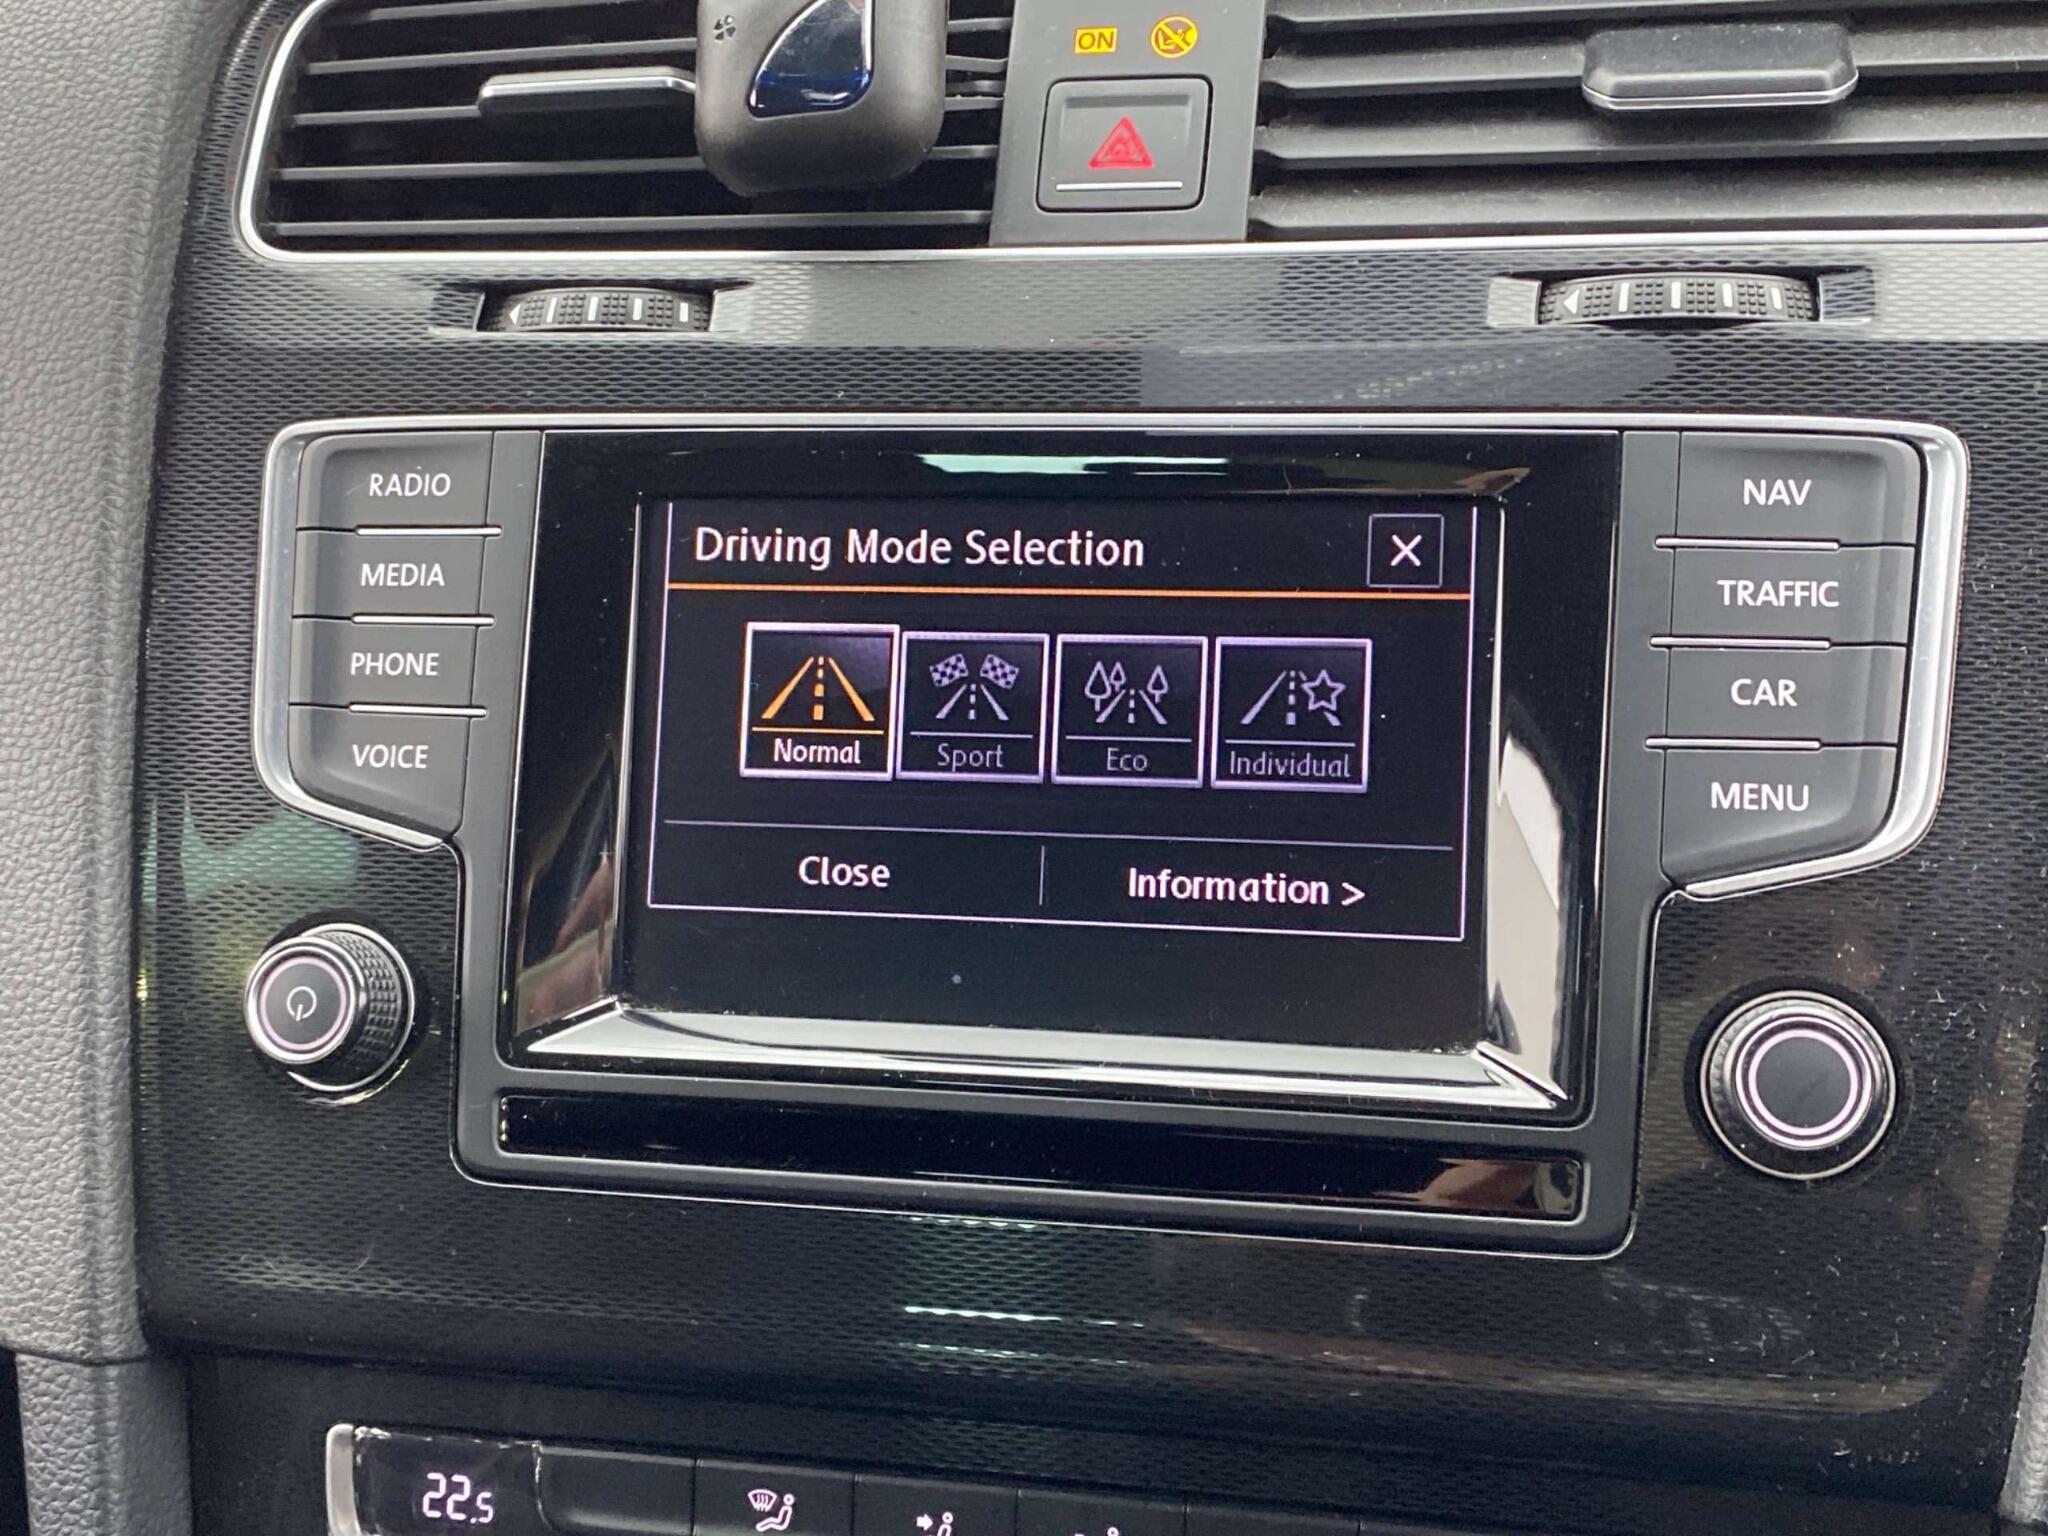 ON
RADIO
MEDIA
PHONE
VOICE
Driving Mode Selection
Normal
Sport
Eco
Individual
Close
Information >
NAV
TRAFFIC
CAR
MENU
22.5